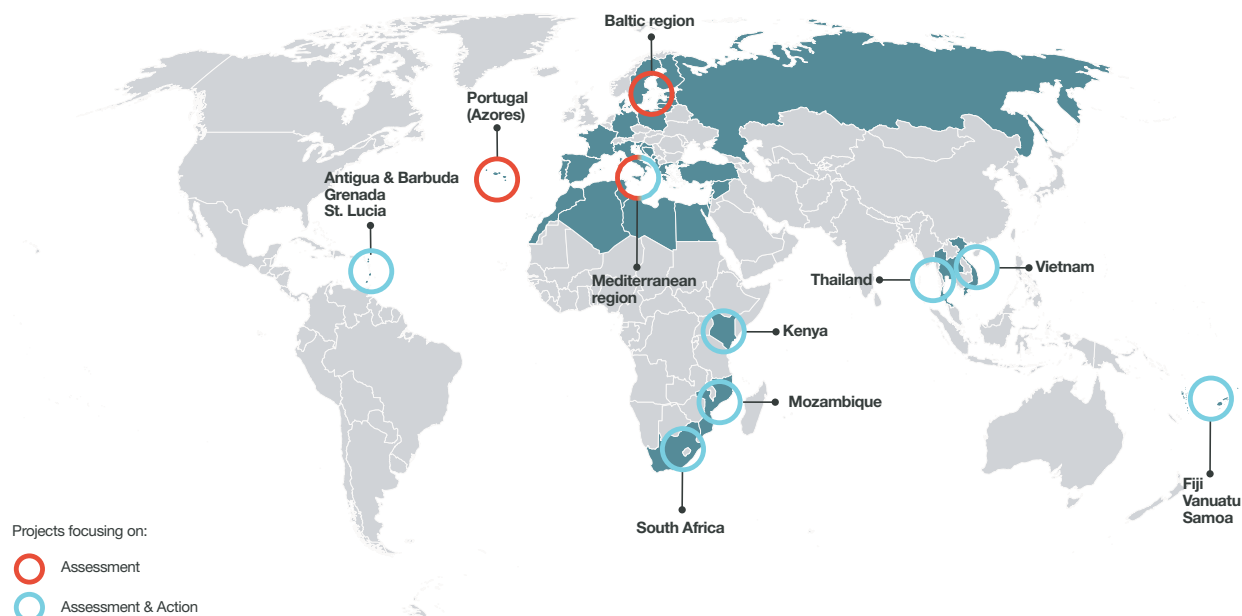 Baltic region
Portugal
(Azores)
Antigua & Barbuda
Grenada
St. Lucia
Mediterranean
region
Thailand
Vietnam
Kenya
Mozambique
South Africa
Fiji
Vanuatu
Samoa
Projects focusing on:
Assessment
Assessment & Action